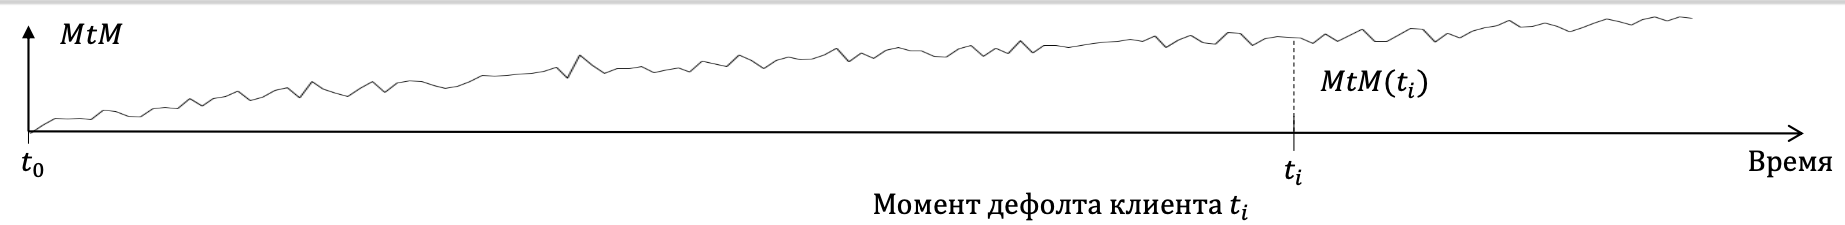 MtM
MtM(tᵢ)
t₀
tᵢ
Время
Момент дефолта клиента tᵢ